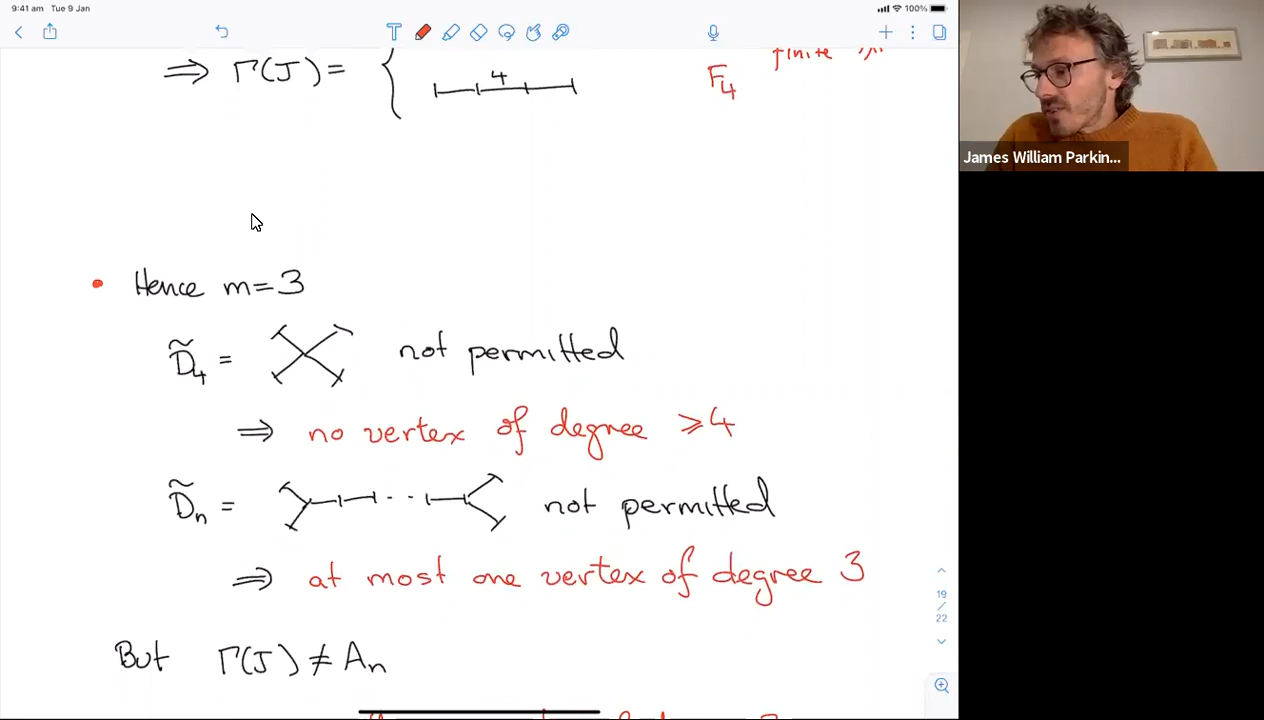 9:41 am Tue 9 Jan
100%
⟹ Γ(J) = {
4
F₄
finite
• Hence m=3
D̃₄ = not permitted
⟹ no vertex of degree ⩾4
D̃ₙ = not permitted
⟹ at most one vertex of degree 3
But Γ(J) ≠ Aₙ
19
/
22
James William Parkin...